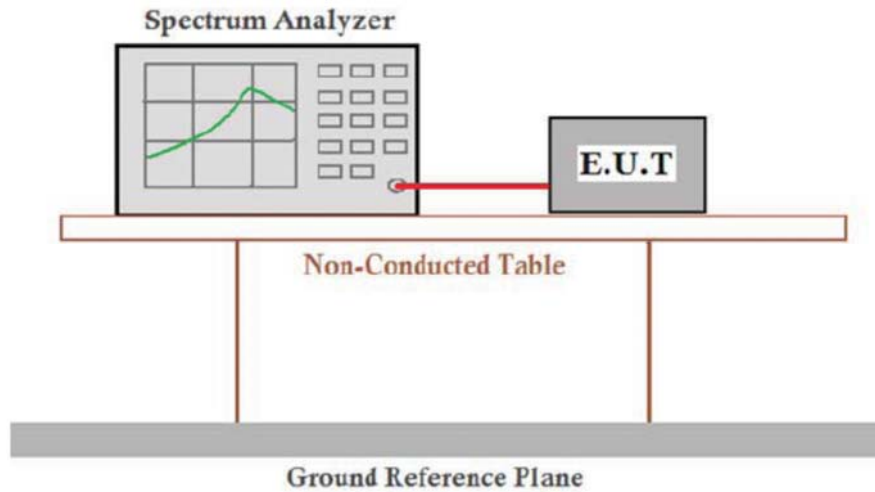 Spectrum Analyzer
E.U.T
Non-Conducted Table
Ground Reference Plane